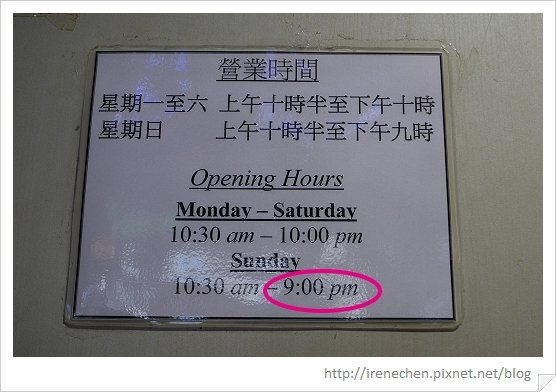 營業時間
星期一至六 上午十時半至下午十時
星期日 上午十時半至下午九時
Opening Hours
Monday – Saturday
10:30 am – 10:00 pm
Sunday
10:30 am – 9:00 pm
http://irenechen.pixnet.net/blog